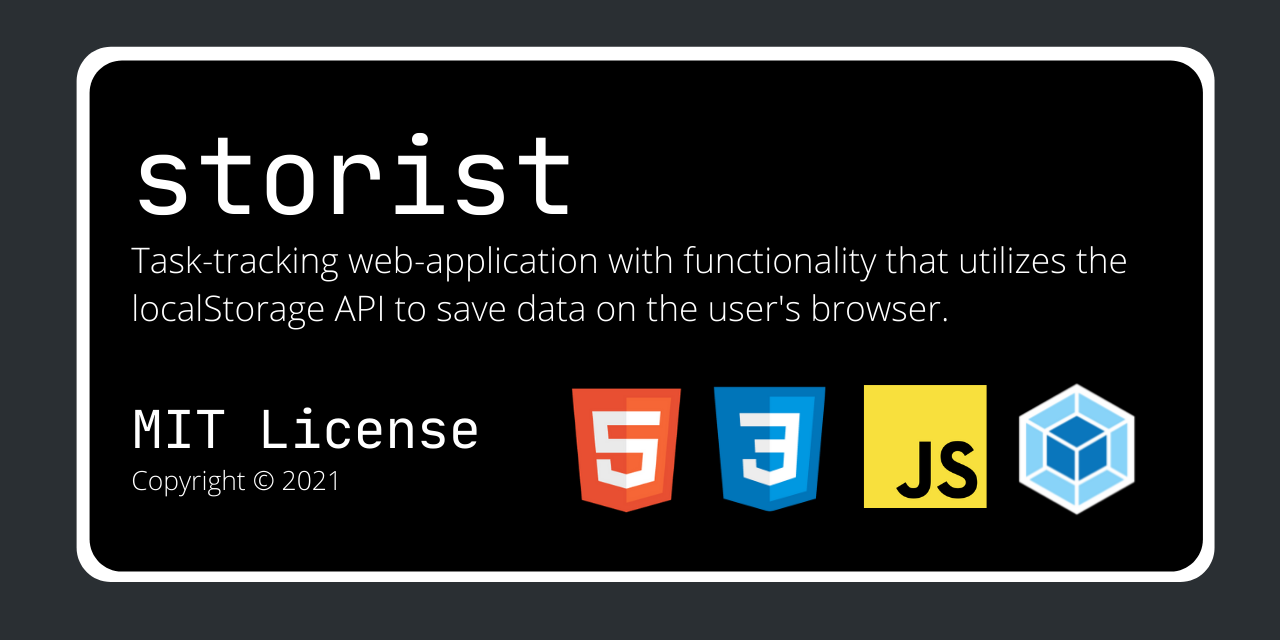 storist
Task-tracking web-application with functionality that utilizes the
localStorage API to save data on the user's browser.
MIT License
Copyright © 2021
5
3
JS